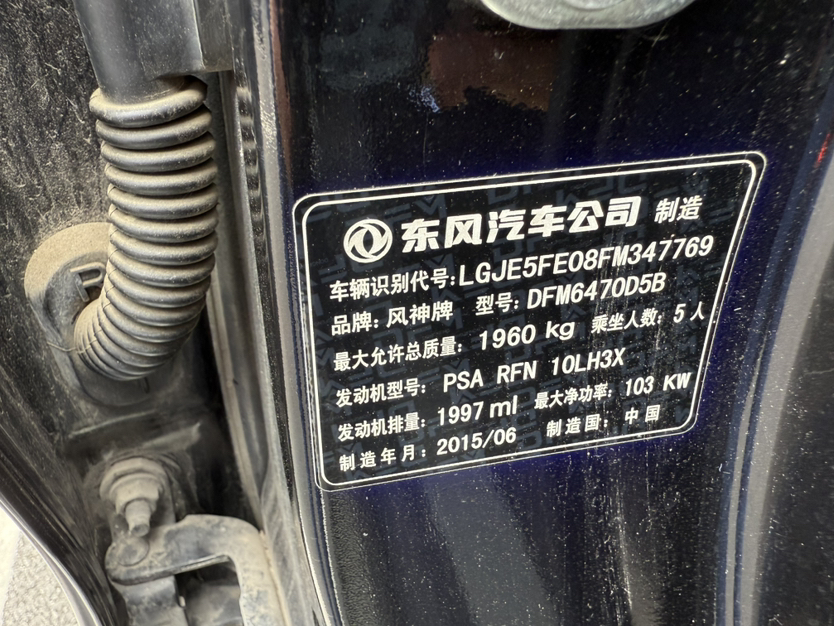 东风汽车公司 制造
车辆识别代号:LGJE5FE08FM347769
品牌: 风神牌 型号: DFM6470D5B
最大允许总质量: 1960 kg 乘坐人数: 5 人
发动机型号: PSA RFN 10LH3X
发动机排量: 1997 ml 最大净功率: 103 KW
制造年月: 2015/06 制造国: 中国